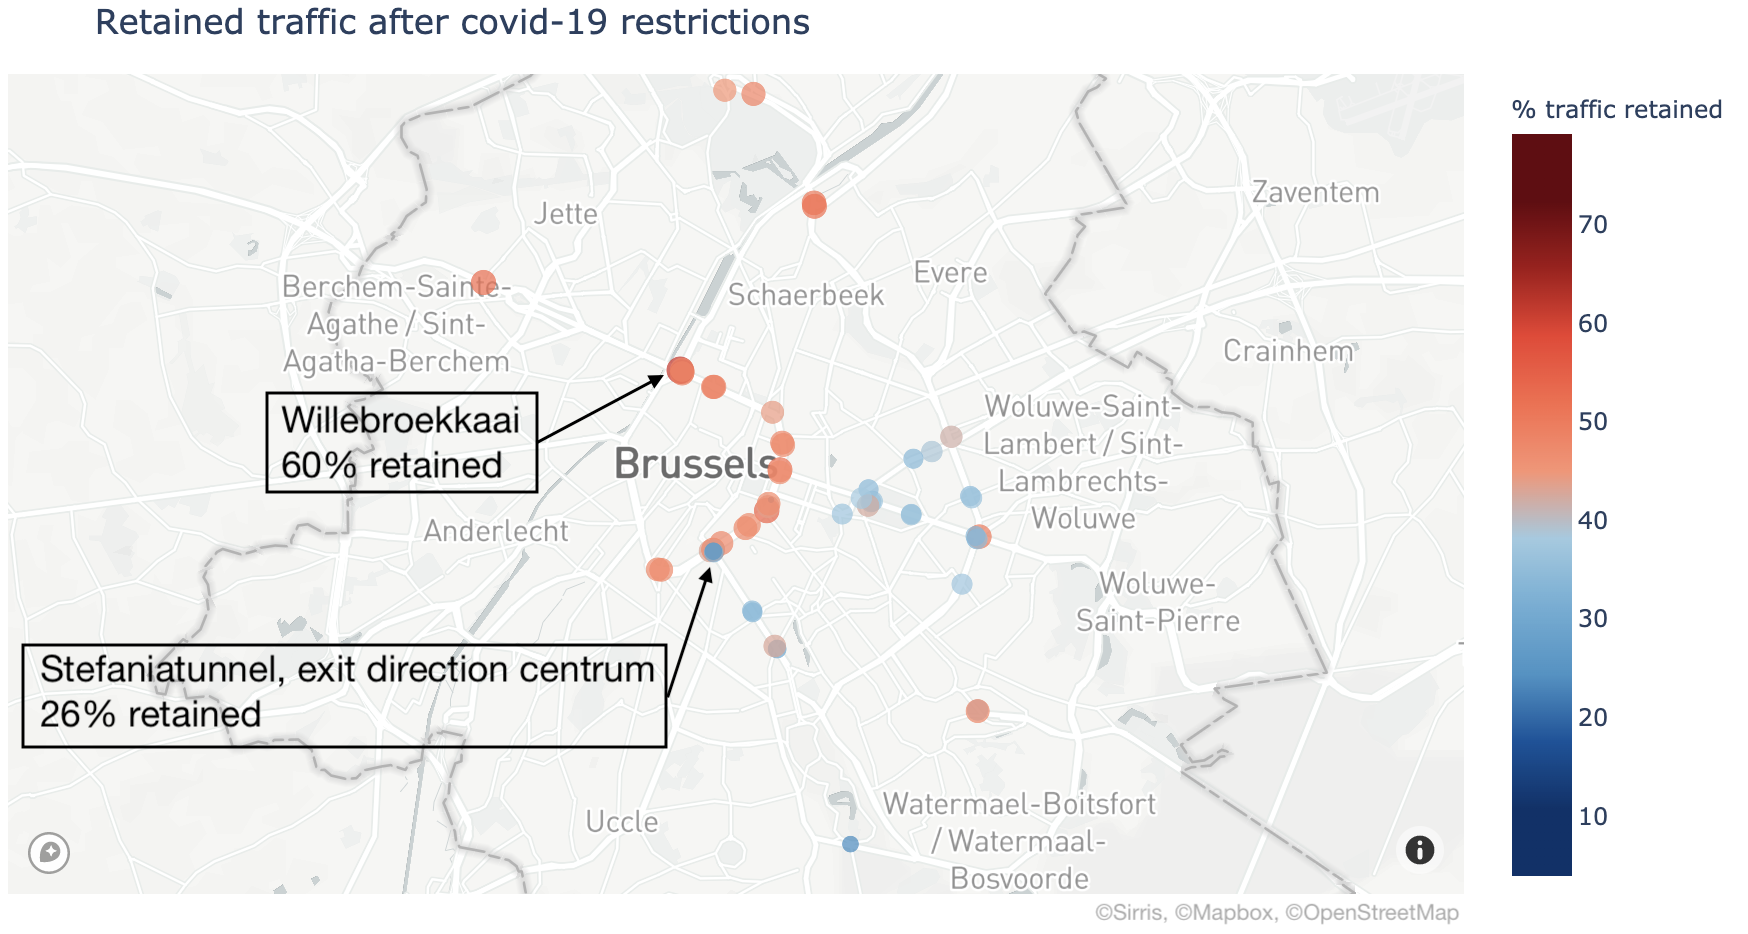 Retained traffic after covid-19 restrictions
% traffic retained
Zaventem
Jette
Evere
Berchem-Sainte-
Agathe / Sint-
Agatha-Berchem
Schaerbeek
Crainhem
Willebroekkaai
60% retained
Woluwe-Saint-
Lambert / Sint-
Lambrechts-
Woluwe
Brussels
Anderlecht
Woluwe-
Saint-Pierre
Stefaniatunnel, exit direction centrum
26% retained
Uccle
Watermael-Boitsfort
/ Watermaal-
Bosvoorde
70
60
50
40
30
20
10
©Sirris, ©Mapbox, ©OpenStreetMap